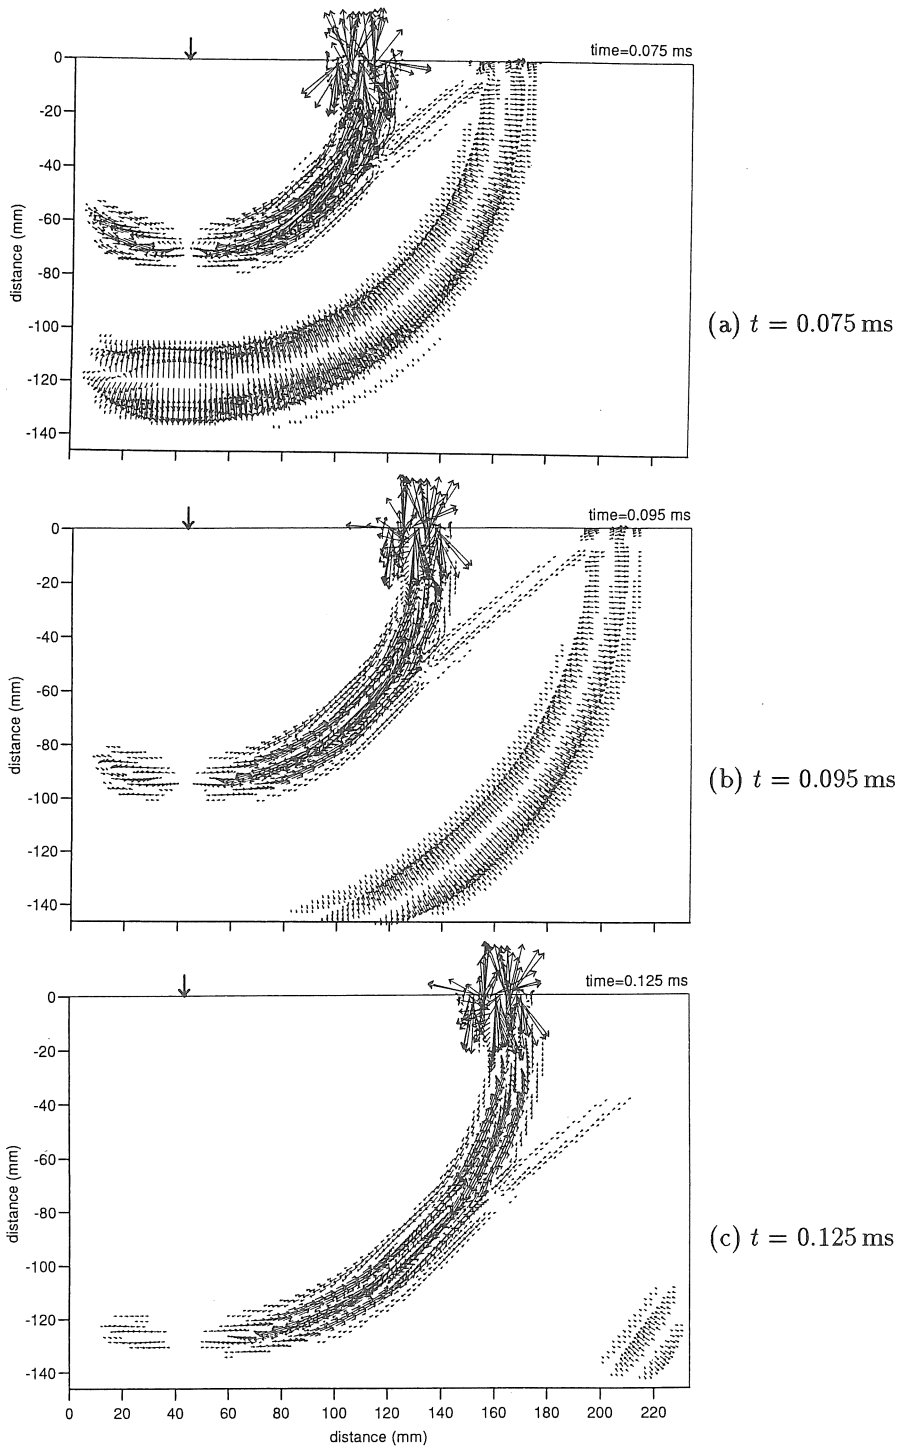 time=0.075 ms
0
-20
-40
-60
-80
-100
-120
-140
distance (mm)
(a) t = 0.075 ms
time=0.095 ms
0
-20
-40
-60
-80
-100
-120
-140
distance (mm)
(b) t = 0.095 ms
time=0.125 ms
0
-20
-40
-60
-80
-100
-120
-140
distance (mm)
(c) t = 0.125 ms
0 20 40 60 80 100 120 140 160 180 200 220
distance (mm)